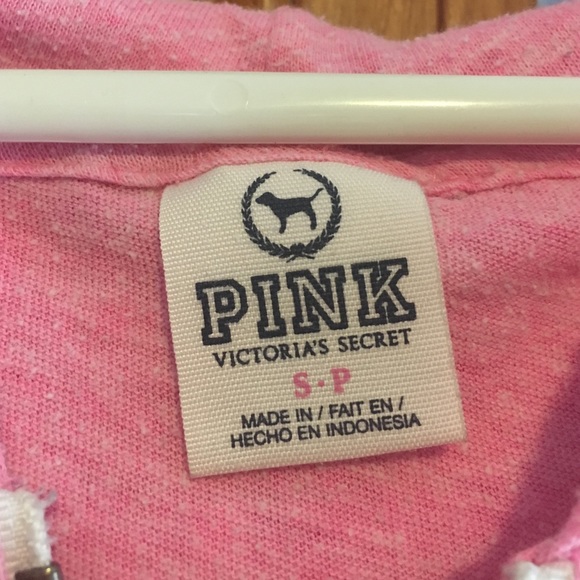 PINK
VICTORIA'S SECRET
S·P
MADE IN / FAIT EN /
HECHO EN INDONESIA